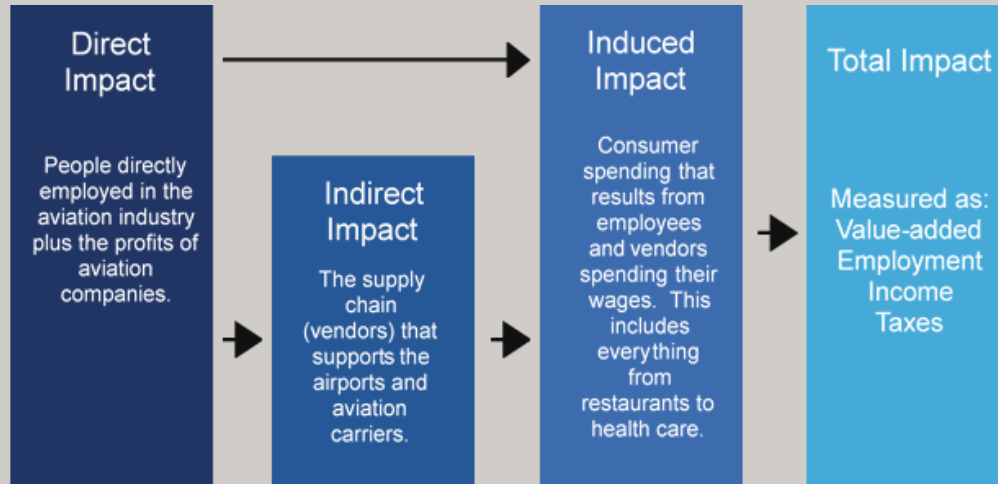 Direct
Impact
People directly
employed in the
aviation industry
plus the profits of
aviation
companies.
Indirect
Impact
The supply
chain
(vendors) that
supports the
airports and
aviation
carriers.
Induced
Impact
Consumer
spending that
results from
employees
and vendors
spending their
wages.  This
includes
everything
from
restaurants to
health care.
Total Impact
Measured as:
Value-added
Employment
Income
Taxes